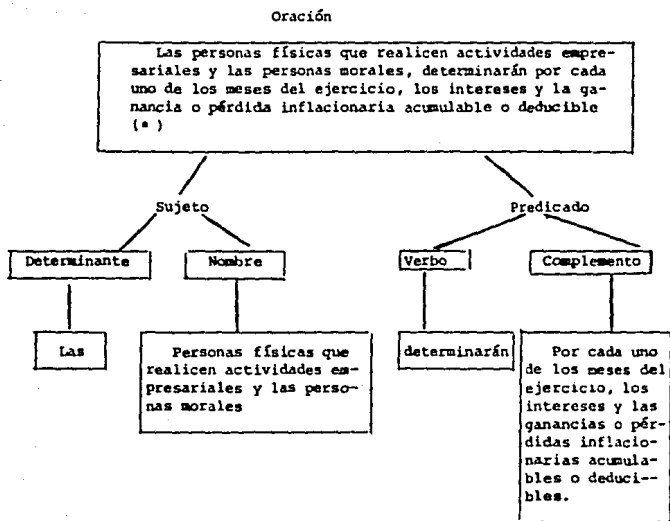 Oración
Las personas físicas que realicen actividades empre-
sariales y las personas morales, determinarán por cada
uno de los meses del ejercicio, los intereses y la ga-
nancia o pérdida inflacionaria acumulable o deducible
(*)
Sujeto
Predicado
Determinante
Nombre
Verbo
Complemento
Las
Personas físicas que
realicen actividades em-
presariales y las perso-
nas morales
determinarán
Por cada uno
de los meses del
ejercicio, los
intereses y las
ganancias o pér-
didas inflacio-
narias acumula-
bles o deduci--
bles.